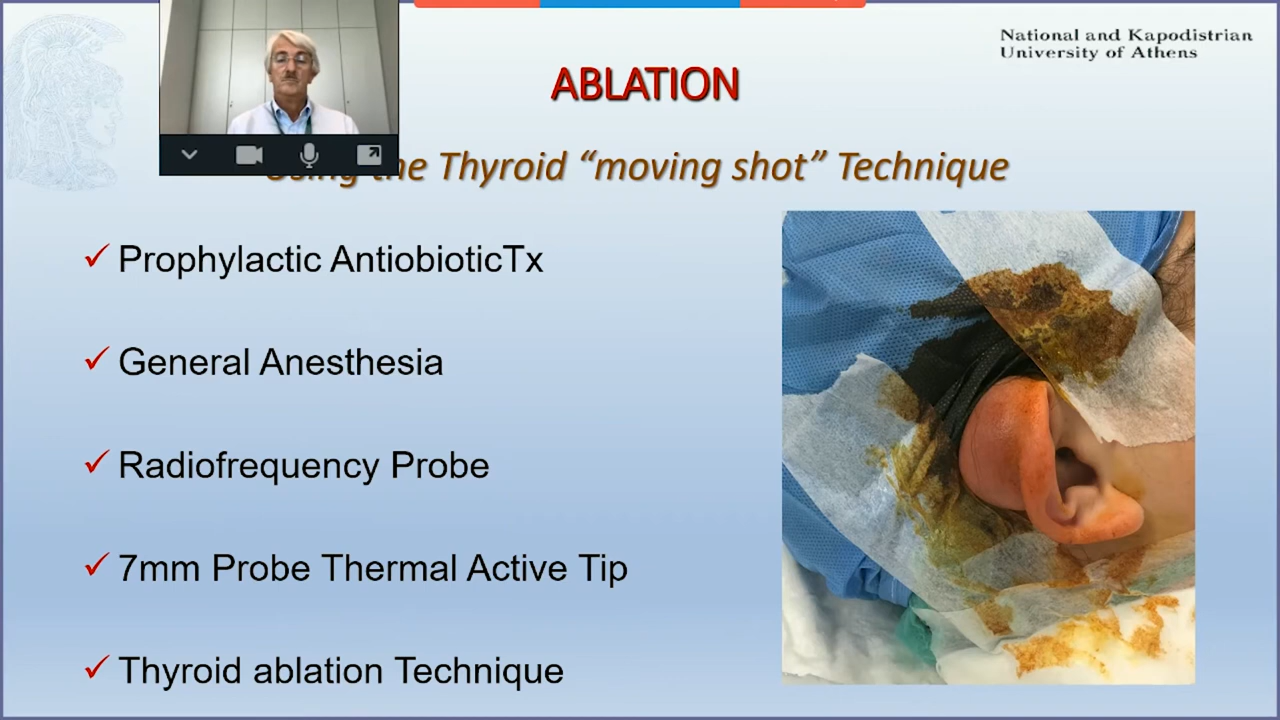 National and Kapodistrian
University of Athens
ABLATION
the Thyroid “moving shot” Technique
✓ Prophylactic AntiobioticTx
✓ General Anesthesia
✓ Radiofrequency Probe
✓ 7mm Probe Thermal Active Tip
✓ Thyroid ablation Technique